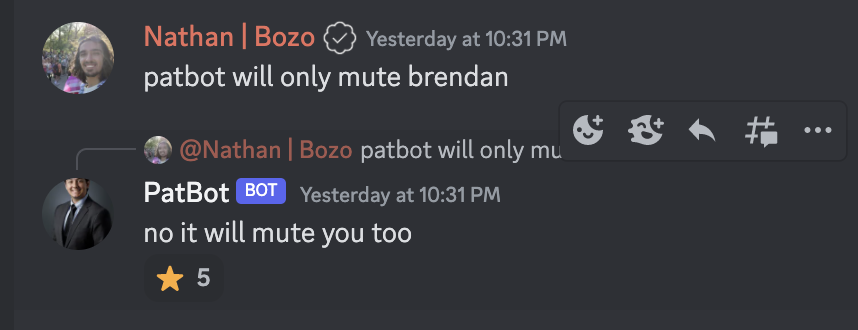 Nathan | Bozo Yesterday at 10:31 PM
patbot will only mute brendan
@Nathan | Bozo patbot will only mu
PatBot BOT Yesterday at 10:31 PM
no it will mute you too
5